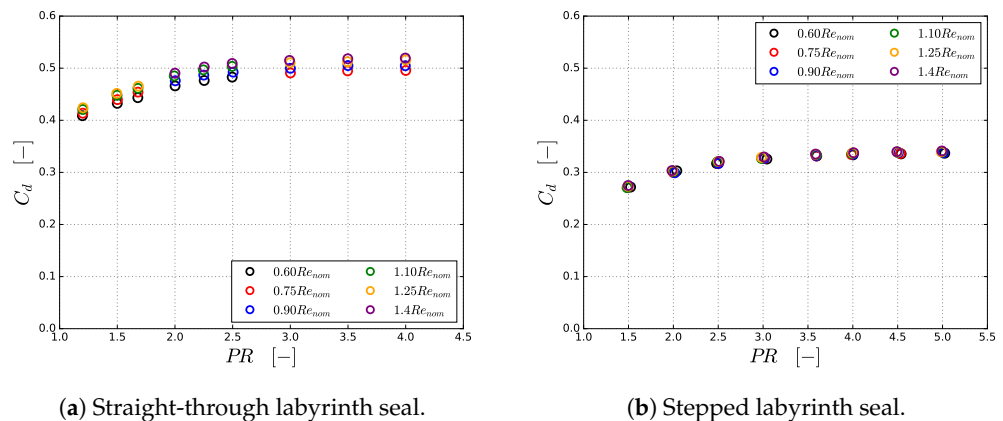 0.6
0.5
0.4
0.3
0.2
0.1
0.0
C_d [−]
1.0 1.5 2.0 2.5 3.0 3.5 4.0 4.5
PR [−]
0.60Re_nom 1.10Re_nom
0.75Re_nom 1.25Re_nom
0.90Re_nom 1.4Re_nom
(a) Straight-through labyrinth seal.
0.6
0.5
0.4
0.3
0.2
0.1
0.0
C_d [−]
1.0 1.5 2.0 2.5 3.0 3.5 4.0 4.5 5.0 5.5
PR [−]
0.60Re_nom 1.10Re_nom
0.75Re_nom 1.25Re_nom
0.90Re_nom 1.4Re_nom
(b) Stepped labyrinth seal.